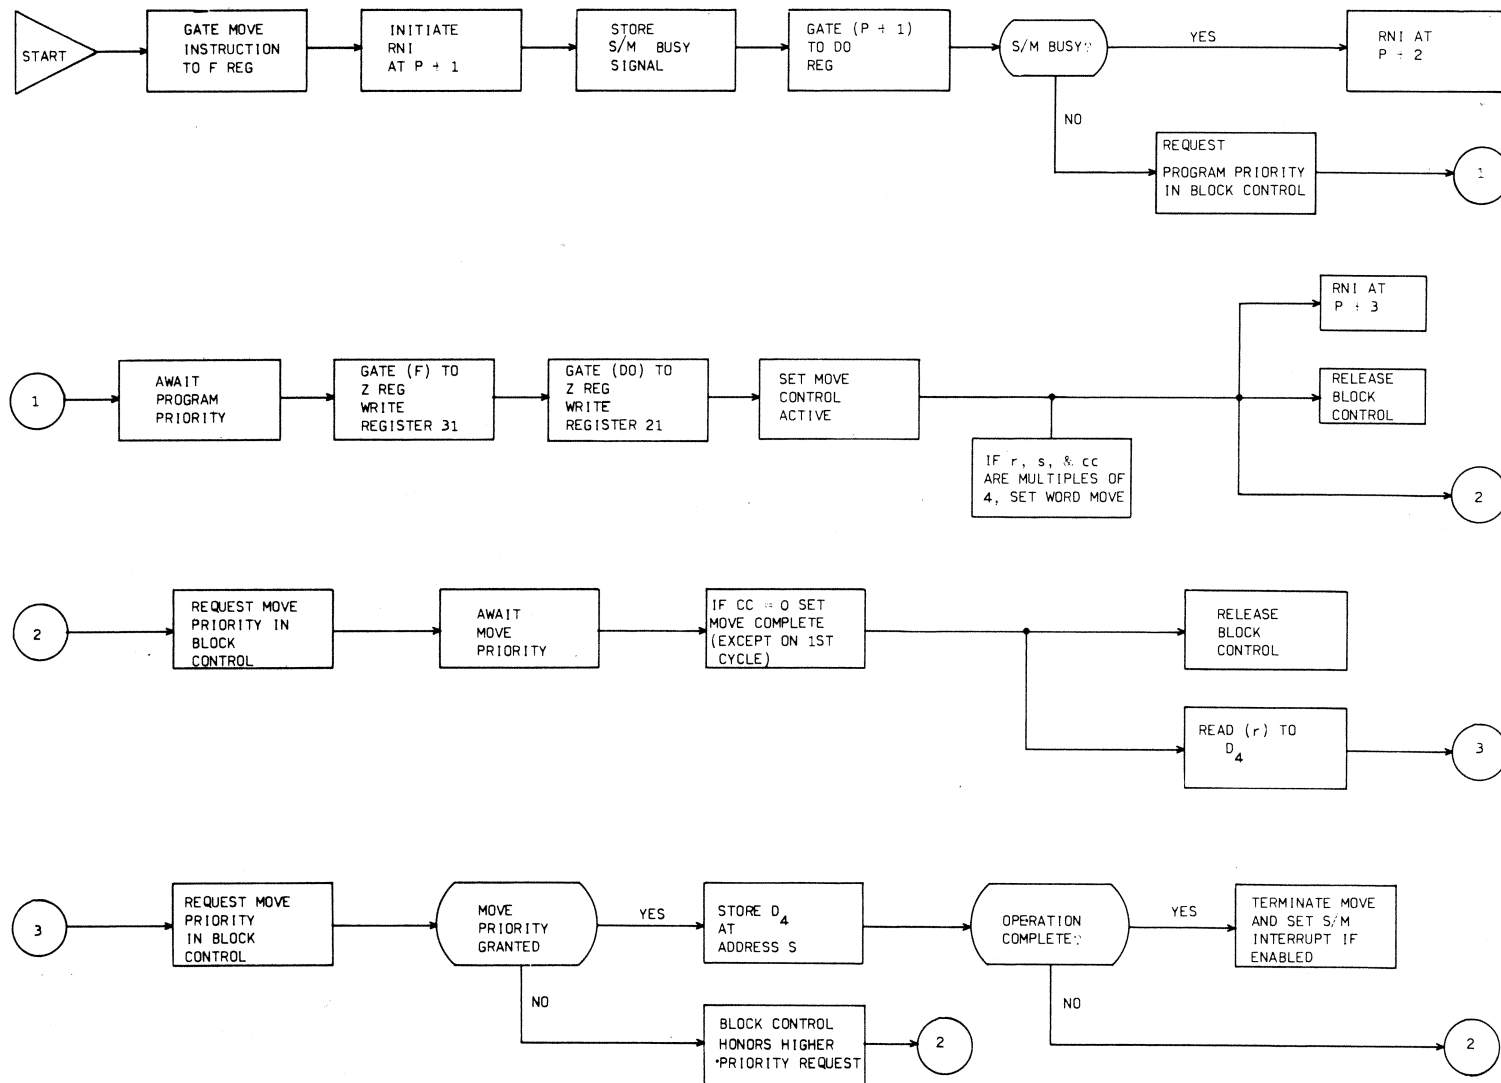 START
GATE MOVE
INSTRUCTION
TO F REG
INITIATE
RNI
AT P + 1
STORE
S/M BUSY
SIGNAL
GATE (P + 1)
TO DO
REG
S/M BUSY?
YES
RNI AT
P + 2
NO
REQUEST
PROGRAM PRIORITY
IN BLOCK CONTROL
1
1
AWAIT
PROGRAM
PRIORITY
GATE (F) TO
Z REG
WRITE
REGISTER 31
GATE (DO) TO
Z REG
WRITE
REGISTER 21
SET MOVE
CONTROL
ACTIVE
IF r, s, & cc
ARE MULTIPLES OF
4, SET WORD MOVE
RNI AT
P + 3
RELEASE
BLOCK
CONTROL
2
2
REQUEST MOVE
PRIORITY IN
BLOCK
CONTROL
AWAIT
MOVE
PRIORITY
IF CC = 0 SET
MOVE COMPLETE
(EXCEPT ON 1ST
CYCLE)
RELEASE
BLOCK
CONTROL
READ (r) TO
D4
3
3
REQUEST MOVE
PRIORITY
IN BLOCK
CONTROL
MOVE
PRIORITY
GRANTED
YES
STORE D4
AT
ADDRESS S
OPERATION
COMPLETE?
YES
TERMINATE MOVE
AND SET S/M
INTERRUPT IF
ENABLED
NO
BLOCK CONTROL
HONORS HIGHER
PRIORITY REQUEST
2
NO
2